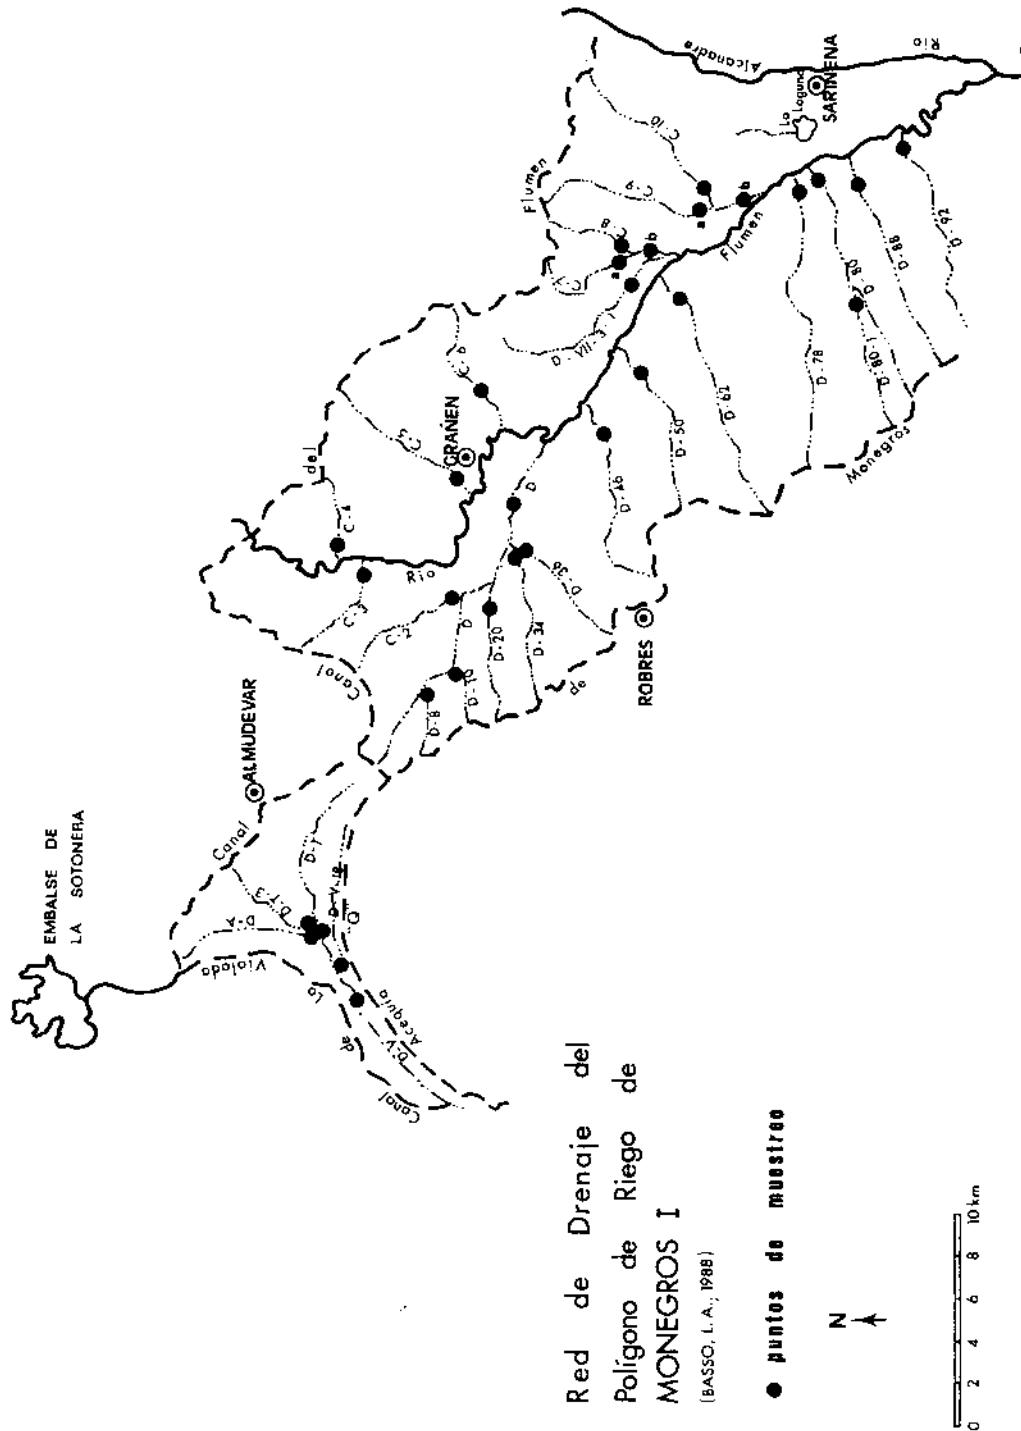 EMBALSE DE
LA SOTONERA
ALMUDEVAR
Canal
Violada
La
de
Canal
Acequia
D-A
D-T-3
D-T
D-V
Canal
del
Flumen
Río
C-2
C-3
C-4
C-5
C-6
C-8
C-9
C-10
a
b
a
b
GRAÑEN
ROBRES
de
Monegros
D-8
D-10
D
D-20
D-34
D-36
D
D-46
D-50
D-62
D-VII-3-1
D-78
D-80
D-80-1
D-88
D-92
Flumen
La Laguna
SARIÑENA
Río
Alcanadre
Red de Drenaje del
Polígono de Riego de
MONEGROS I
(BASSO, L. A., 1988)
puntos de muestreo
N
0 2 4 6 8 10 km